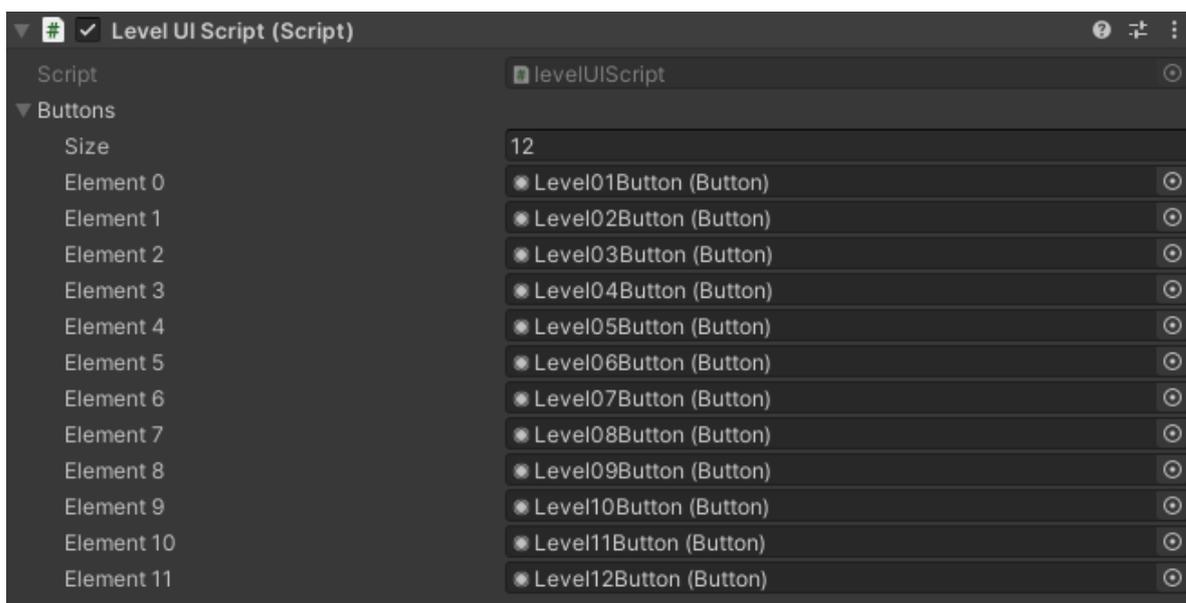 # Level UI Script (Script)
Script # levelUIScript
Buttons
Size 12
Element 0 Level01Button (Button)
Element 1 Level02Button (Button)
Element 2 Level03Button (Button)
Element 3 Level04Button (Button)
Element 4 Level05Button (Button)
Element 5 Level06Button (Button)
Element 6 Level07Button (Button)
Element 7 Level08Button (Button)
Element 8 Level09Button (Button)
Element 9 Level10Button (Button)
Element 10 Level11Button (Button)
Element 11 Level12Button (Button)